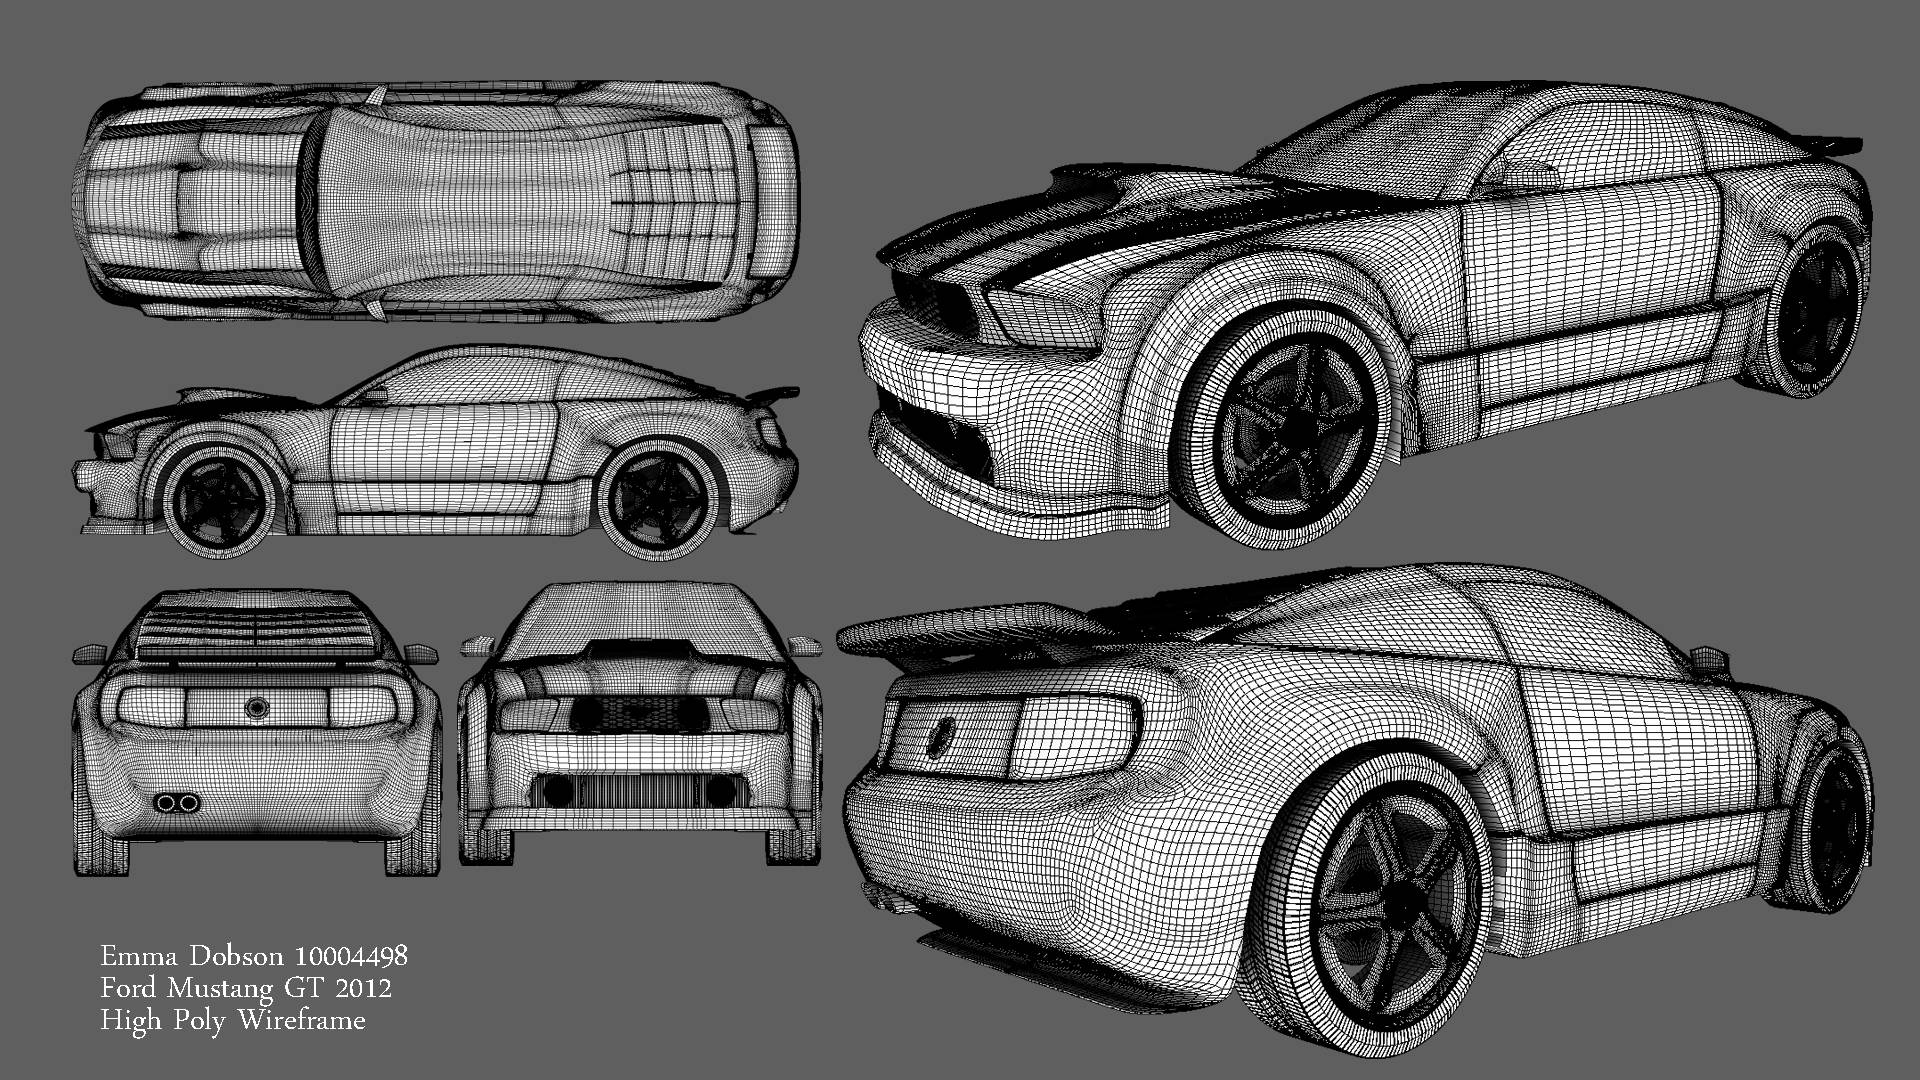 Emma Dobson 10004498
Ford Mustang GT 2012
High Poly Wireframe